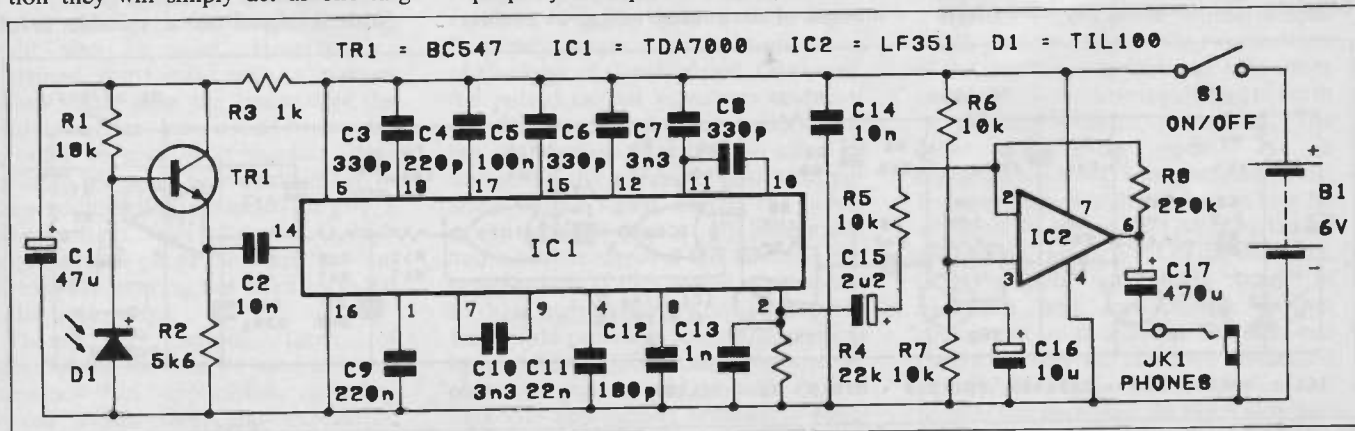 tion they will simply
TR1 = BC547 IC1 = TDA7000 IC2 = LF351 D1 = TIL100
R1
18k
R3 1k
TR1
C1
47u
D1
R2
5k6
C2
10n
14
C3
330p
C4
220p
C5
100n
C6
330p
C7
3n3
C8
330p
5
18
17
15
12
11
10
IC1
16
1
7
9
4
2
C9
220n
C10
3n3
C11
22n
C12
180p
C13
1n
C14
10n
R4
22k
C15
2u2
R5
10k
R6
10k
R7
10k
2
3
IC2
7
4
6
R8
220k
C16
10u
C17
470u
JK1
PHONES
S1
ON/OFF
B1
6V